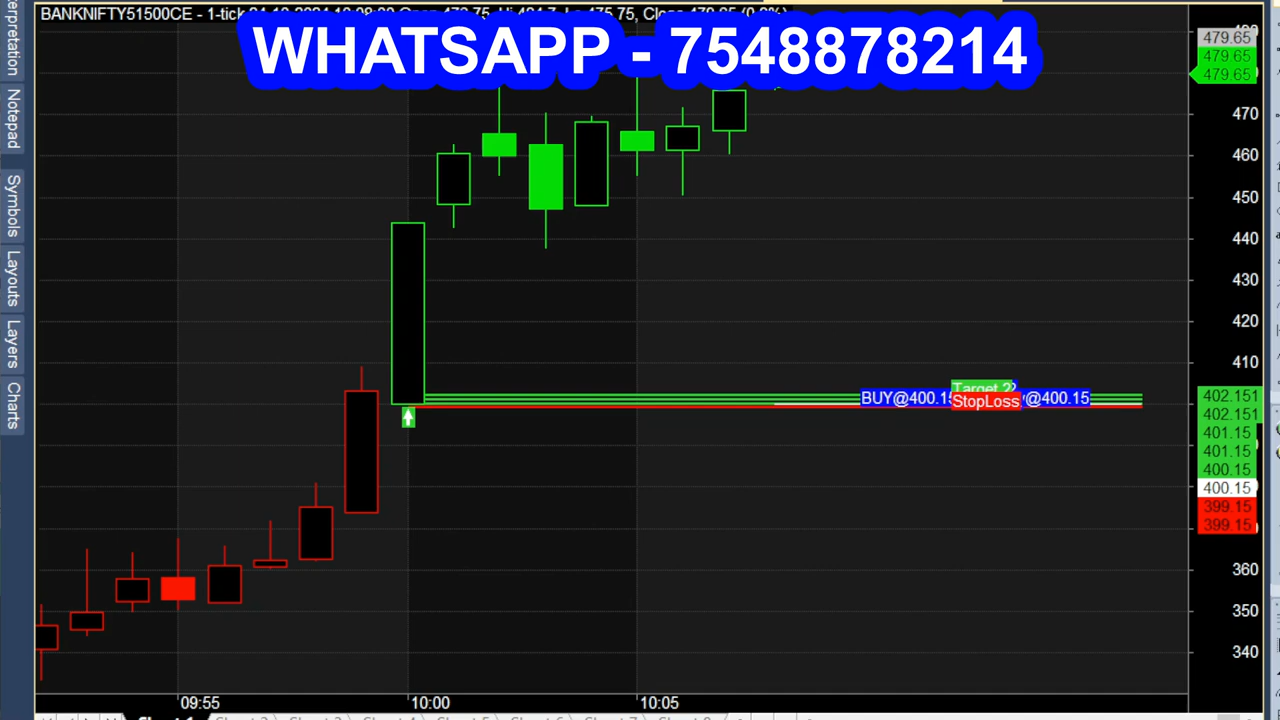 BANKNIFTY51500CE - 1-tick
WHATSAPP - 7548878214
Notepad
Symbols
Layouts
Layers
Charts
479.65
479.65
479.65
470
460
450
440
430
420
410
BUY@400.15
Target 2
StopLoss
@400.15
402.151
402.151
401.15
401.15
400.15
400.15
399.15
399.15
360
350
340
09:55
10:00
10:05